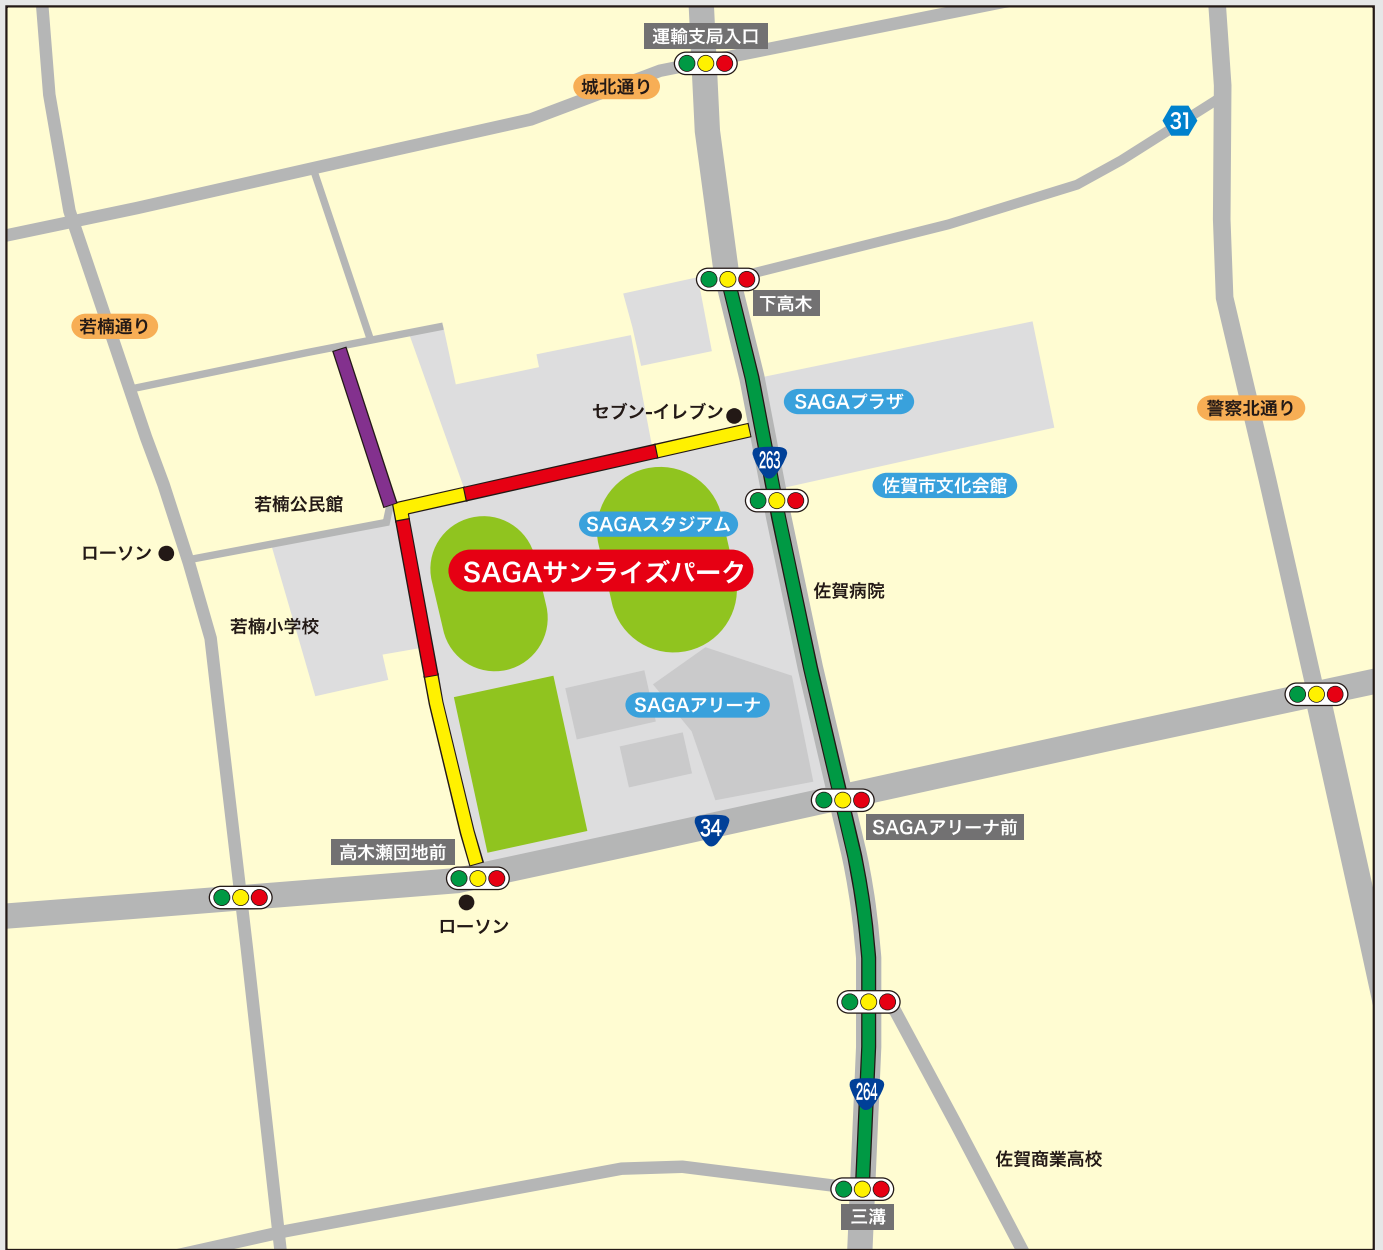 運輸支局入口
城北通り
31
下高木
若楠通り
SAGAプラザ
セブン-イレブン
警察北通り
263
佐賀市文化会館
若楠公民館
SAGAスタジアム
ローソン
SAGAサンライズパーク
佐賀病院
若楠小学校
SAGAアリーナ
34
SAGAアリーナ前
高木瀬団地前
ローソン
264
佐賀商業高校
三溝